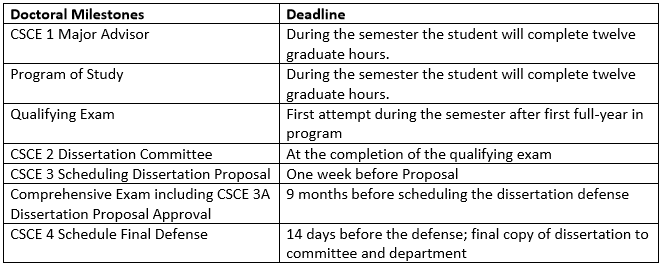 Doctoral Milestones Deadline
CSCE 1 Major Advisor During the semester the student will complete twelve
graduate hours.
Program of Study During the semester the student will complete twelve
graduate hours.
Qualifying Exam First attempt during the semester after first full-year in
program
CSCE 2 Dissertation Committee At the completion of the qualifying exam
CSCE 3 Scheduling Dissertation Proposal One week before Proposal
Comprehensive Exam including CSCE 3A 9 months before scheduling the dissertation defense
Dissertation Proposal Approval
CSCE 4 Schedule Final Defense 14 days before the defense; final copy of dissertation to
committee and department